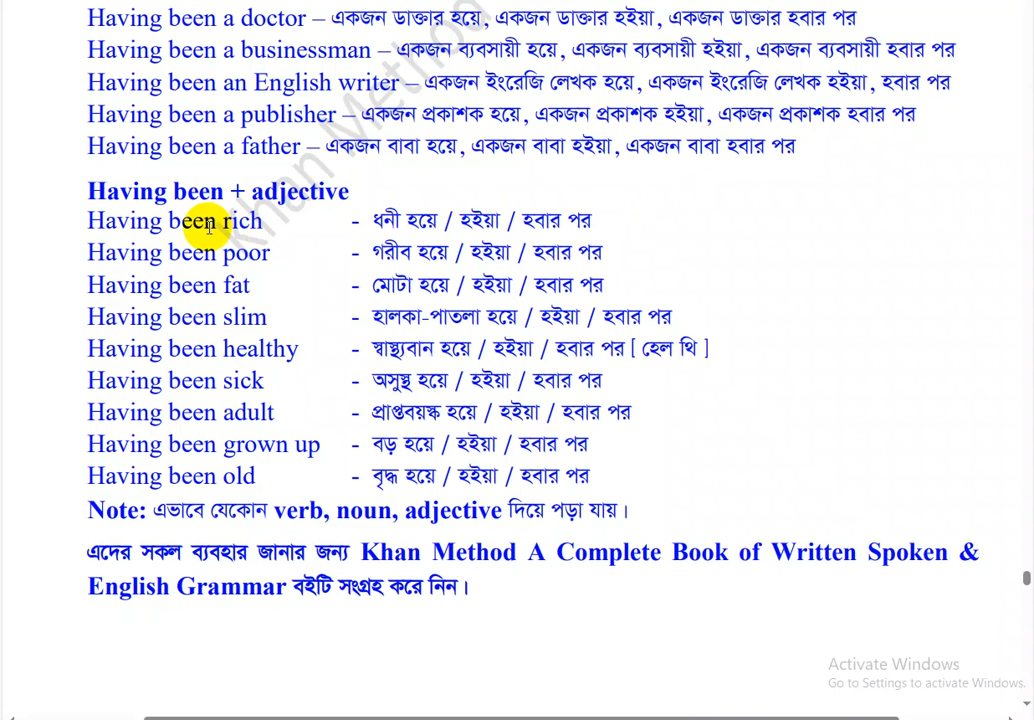 Having been a doctor – একজন ডাক্তার হয়ে, একজন ডাক্তার হইয়া, একজন ডাক্তার হবার পর
Having been a businessman – একজন ব্যবসায়ী হয়ে, একজন ব্যবসায়ী হইয়া, একজন ব্যবসায়ী হবার পর
Having been an English writer – একজন ইংরেজি লেখক হয়ে, একজন ইংরেজি লেখক হইয়া, হবার পর
Having been a publisher – একজন প্রকাশক হয়ে, একজন প্রকাশক হইয়া, একজন প্রকাশক হবার পর
Having been a father – একজন বাবা হয়ে, একজন বাবা হইয়া, একজন বাবা হবার পর
Having been + adjective
Having been rich - ধনী হয়ে / হইয়া / হবার পর
Having been poor - গরীব হয়ে / হইয়া / হবার পর
Having been fat - মোটা হয়ে / হইয়া / হবার পর
Having been slim - হালকা-পাতলা হয়ে / হইয়া / হবার পর
Having been healthy - স্বাস্থ্যবান হয়ে / হইয়া / হবার পর [ হেল থি ]
Having been sick - অসুস্থ হয়ে / হইয়া / হবার পর
Having been adult - প্রাপ্তবয়স্ক হয়ে / হইয়া / হবার পর
Having been grown up - বড় হয়ে / হইয়া / হবার পর
Having been old - বৃদ্ধ হয়ে / হইয়া / হবার পর
Note: এভাবে যেকোন verb, noun, adjective দিয়ে পড়া যায়।
এদের সকল ব্যবহার জানার জন্য Khan Method A Complete Book of Written Spoken &
English Grammar বইটি সংগ্রহ করে নিন।
Khan Method
Activate Windows
Go to Settings to activate Windows.